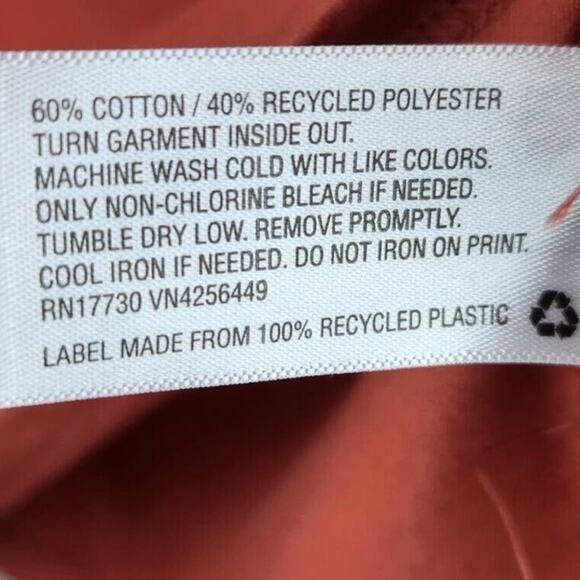 60% COTTON / 40% RECYCLED POLYESTER
TURN GARMENT INSIDE OUT.
MACHINE WASH COLD WITH LIKE COLORS.
ONLY NON-CHLORINE BLEACH IF NEEDED.
TUMBLE DRY LOW. REMOVE PROMPTLY.
COOL IRON IF NEEDED. DO NOT IRON ON PRINT.
RN17730 VN4256449
LABEL MADE FROM 100% RECYCLED PLASTIC